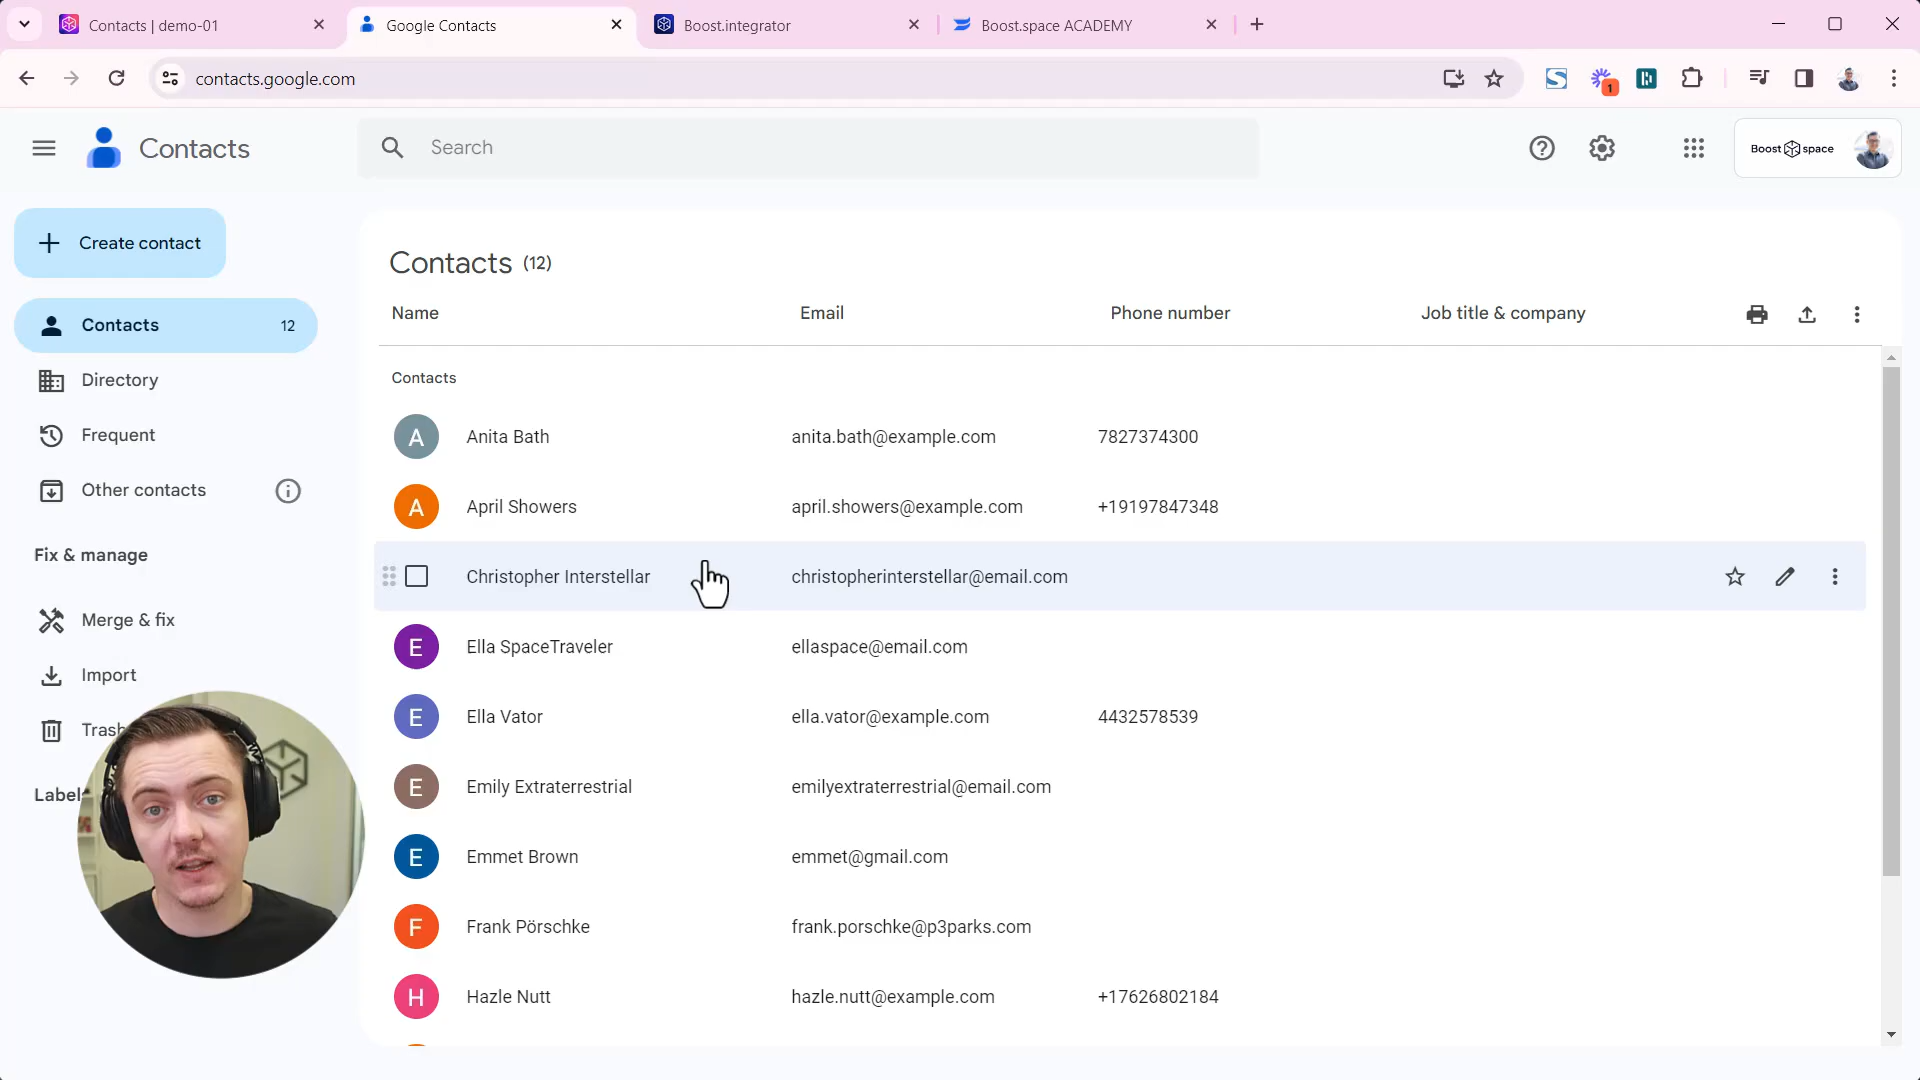 Contacts | demo-01
Google Contacts
Boost.integrator
Boost.space ACADEMY
contacts.google.com
1
Contacts
Search
Boost space
Create contact
Contacts 12
Directory
Frequent
Other contacts
Fix & manage
Merge & fix
Import
Trash
Labels
Contacts (12)
Name Email Phone number Job title & company
Contacts
A Anita Bath anita.bath@example.com 7827374300
A April Showers april.showers@example.com +19197847348
Christopher Interstellar christopherinterstellar@email.com
E Ella SpaceTraveler ellaspace@email.com
E Ella Vator ella.vator@example.com 4432578539
E Emily Extraterrestrial emilyextraterrestrial@email.com
E Emmet Brown emmet@gmail.com
F Frank Pörschke frank.porschke@p3parks.com
H Hazle Nutt hazle.nutt@example.com +17626802184